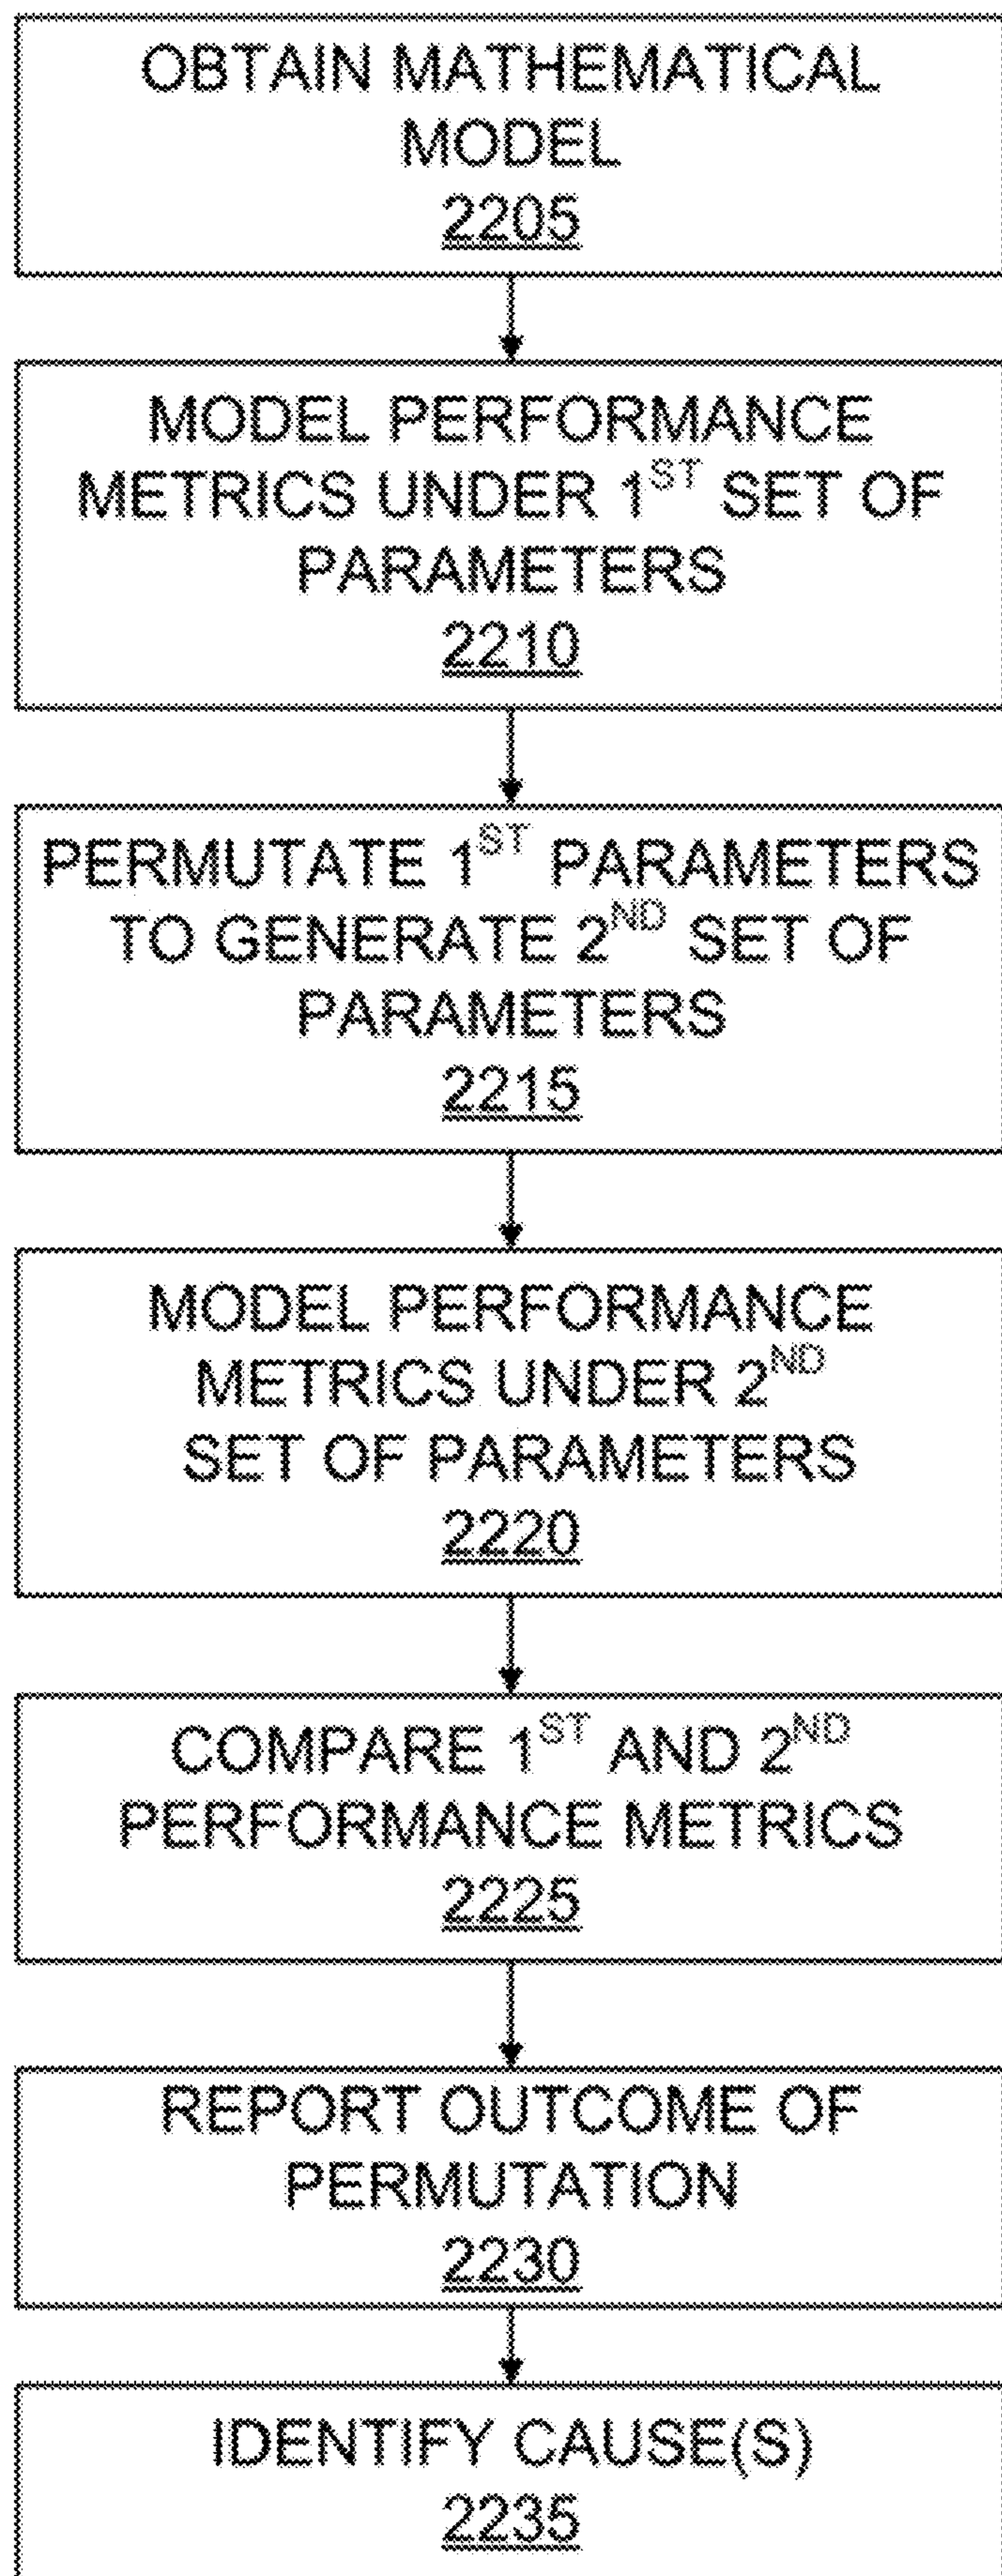 OBTAIN MATHEMATICAL
MODEL
2205
MODEL PERFORMANCE
METRICS UNDER 1ST SET OF
PARAMETERS
2210
PERMUTATE 1ST PARAMETERS
TO GENERATE 2ND SET OF
PARAMETERS
2215
MODEL PERFORMANCE
METRICS UNDER 2ND
SET OF PARAMETERS
2220
COMPARE 1ST AND 2ND
PERFORMANCE METRICS
2225
REPORT OUTCOME OF
PERMUTATION
2230
IDENTIFY CAUSE(S)
2235